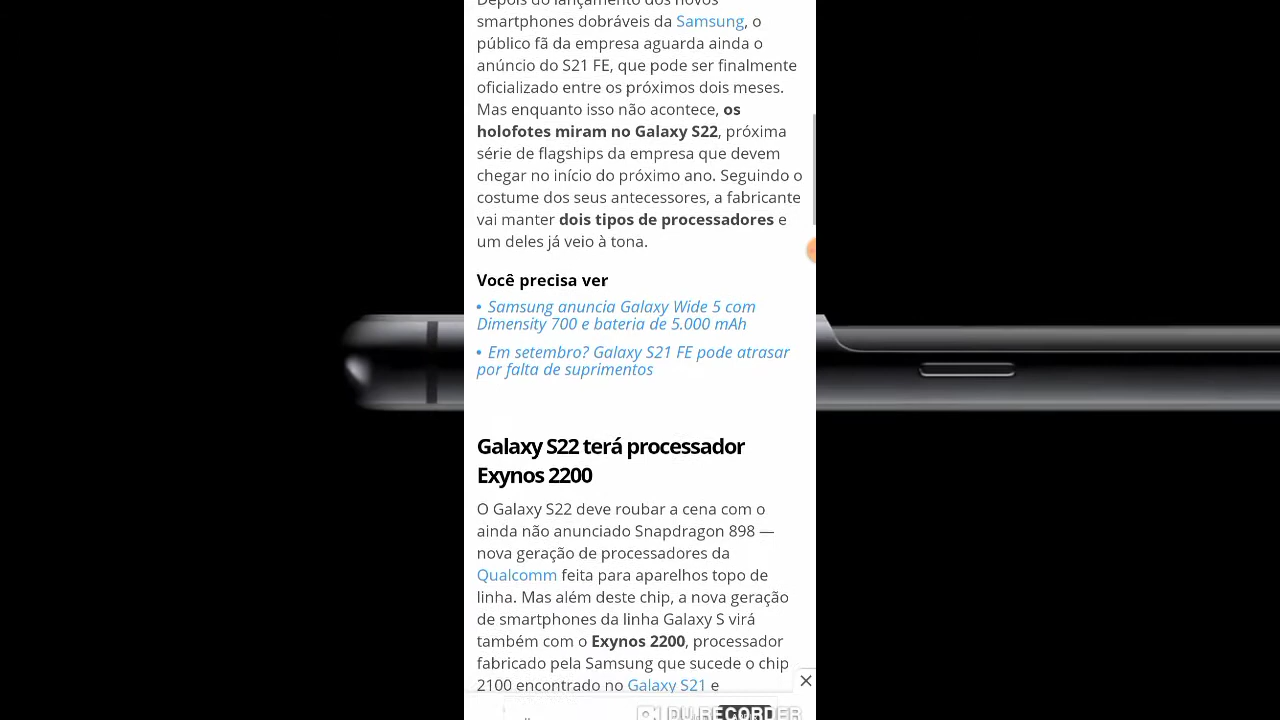 Depois do lançamento dos novos
smartphones dobráveis da Samsung, o
público fã da empresa aguarda ainda o
anúncio do S21 FE, que pode ser finalmente
oficializado entre os próximos dois meses.
Mas enquanto isso não acontece, os
holofotes miram no Galaxy S22, próxima
série de flagships da empresa que devem
chegar no início do próximo ano. Seguindo o
costume dos seus antecessores, a fabricante
vai manter dois tipos de processadores e
um deles já veio à tona.
Você precisa ver
• Samsung anuncia Galaxy Wide 5 com
Dimensity 700 e bateria de 5.000 mAh
• Em setembro? Galaxy S21 FE pode atrasar
por falta de suprimentos
Galaxy S22 terá processador
Exynos 2200
O Galaxy S22 deve roubar a cena com o
ainda não anunciado Snapdragon 898 —
nova geração de processadores da
Qualcomm feita para aparelhos topo de
linha. Mas além deste chip, a nova geração
de smartphones da linha Galaxy S virá
também com o Exynos 2200, processador
fabricado pela Samsung que sucede o chip
2100 encontrado no Galaxy S21 e
DU RECORDER